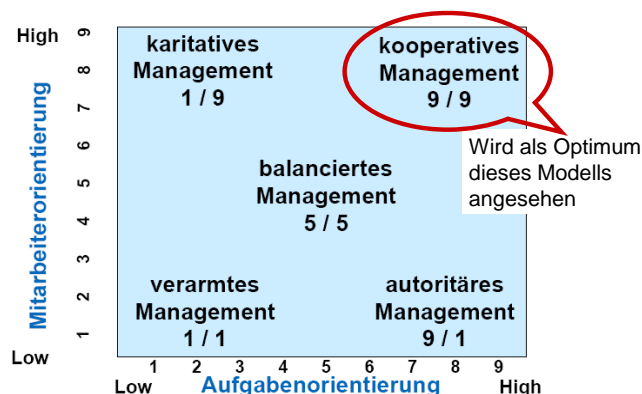 High
9
8
7
6
5
4
3
2
1
Low
Mitarbeiterorientierung
karitatives
Management
1 / 9
kooperatives
Management
9 / 9
Wird als Optimum
dieses Modells
angesehen
balanciertes
Management
5 / 5
verarmtes
Management
1 / 1
autoritäres
Management
9 / 1
1 2 3 4 5 6 7 8 9
Low Aufgabenorientierung High